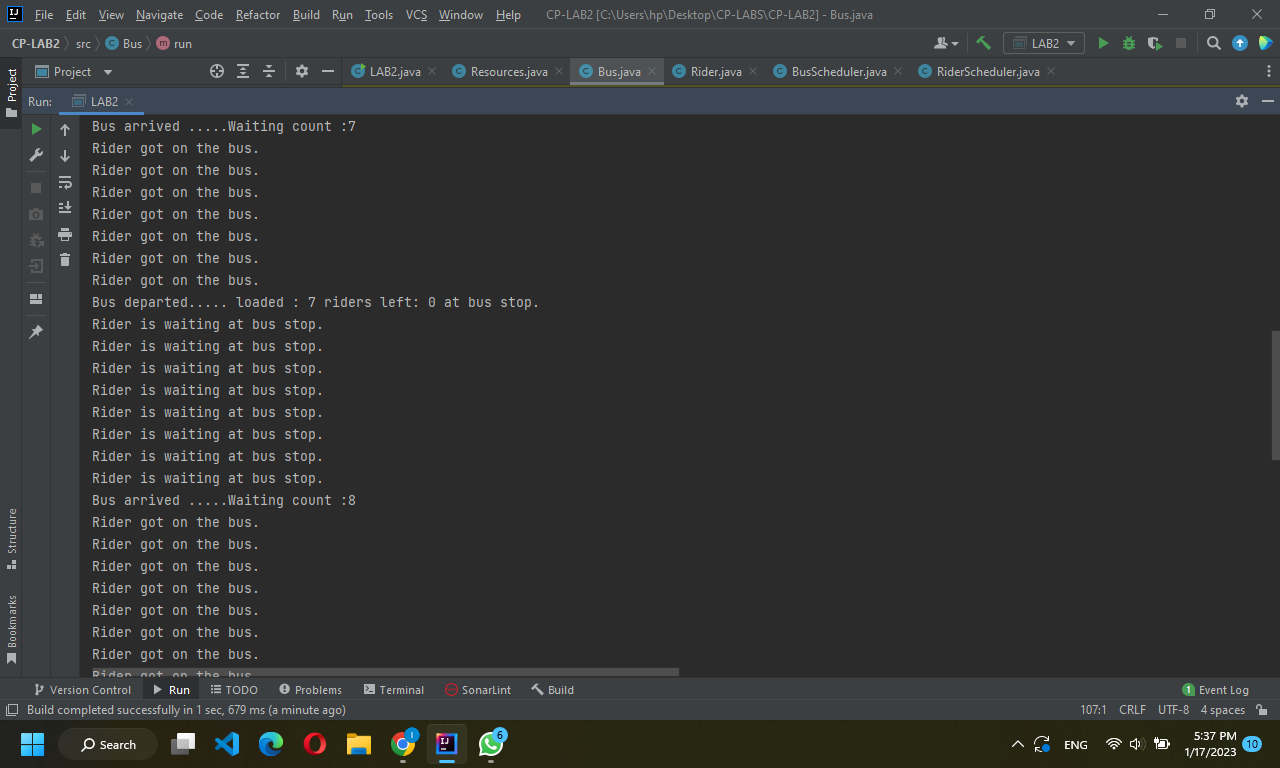 File Edit View Navigate Code Refactor Build Run Tools VCS Window Help CP-LAB2 [C:\Users\hp\Desktop\CP-LABS\CP-LAB2] - Bus.java
CP-LAB2 src Bus run LAB2
Project Project LAB2.java Resources.java Bus.java Rider.java BusScheduler.java RiderScheduler.java
Run: LAB2
Bus arrived .....Waiting count :7
Rider got on the bus.
Rider got on the bus.
Rider got on the bus.
Rider got on the bus.
Rider got on the bus.
Rider got on the bus.
Rider got on the bus.
Bus departed..... loaded : 7 riders left: 0 at bus stop.
Rider is waiting at bus stop.
Rider is waiting at bus stop.
Rider is waiting at bus stop.
Rider is waiting at bus stop.
Rider is waiting at bus stop.
Rider is waiting at bus stop.
Rider is waiting at bus stop.
Rider is waiting at bus stop.
Bus arrived .....Waiting count :8
Rider got on the bus.
Rider got on the bus.
Rider got on the bus.
Rider got on the bus.
Rider got on the bus.
Rider got on the bus.
Rider got on the bus.
Rider got on the bus.
Structure
Bookmarks
Version Control Run TODO Problems Terminal SonarLint Build 1 Event Log
Build completed successfully in 1 sec, 679 ms (a minute ago) 107:1 CRLF UTF-8 4 spaces
Search 1 6 ENG 5:37 PM 10
1/17/2023